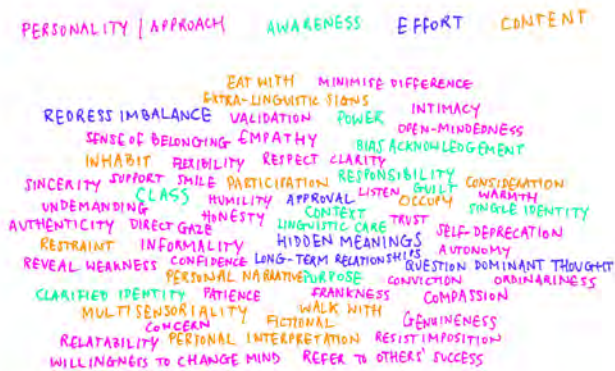 PERSONALITY / APPROACH AWARENESS EFFORT CONTENT
EAT WITH MINIMISE DIFFERENCE
EXTRA-LINGUISTIC SIGNS INTIMACY
REDRESS IMBALANCE VALIDATION POWER OPEN-MINDEDNESS
SENSE OF BELONGING EMPATHY BIAS ACKNOWLEDGEMENT
INHABIT FLEXIBILITY RESPECT CLARITY
SINCERITY SUPPORT SMILE PARTICIPATION RESPONSIBILITY GUILT CONSIDERATION
CLASS HUMILITY APPROVAL LISTEN OCCUPY WARMTH
UNDEMANDING HONESTY CONTEXT SINGLE IDENTITY
AUTHENTICITY DIRECT GAZE LINGUISTIC CARE TRUST SELF-DEPRECATION
RESTRAINT INFORMALITY HIDDEN MEANINGS AUTONOMY
REVEAL WEAKNESS CONFIDENCE LONG-TERM RELATIONSHIPS QUESTION DOMINANT THOUGHT
PERSONAL NARRATIVE PURPOSE CONVICTION ORDINARINESS
CLARIFIED IDENTITY PATIENCE FRANKNESS COMPASSION
MULTISENSORIALITY WALK WITH
CONCERN FICTIONAL GENUINENESS
RELATABILITY PERSONAL INTERPRETATION RESIST IMPOSITION
WILLINGNESS TO CHANGE MIND REFER TO OTHERS' SUCCESS